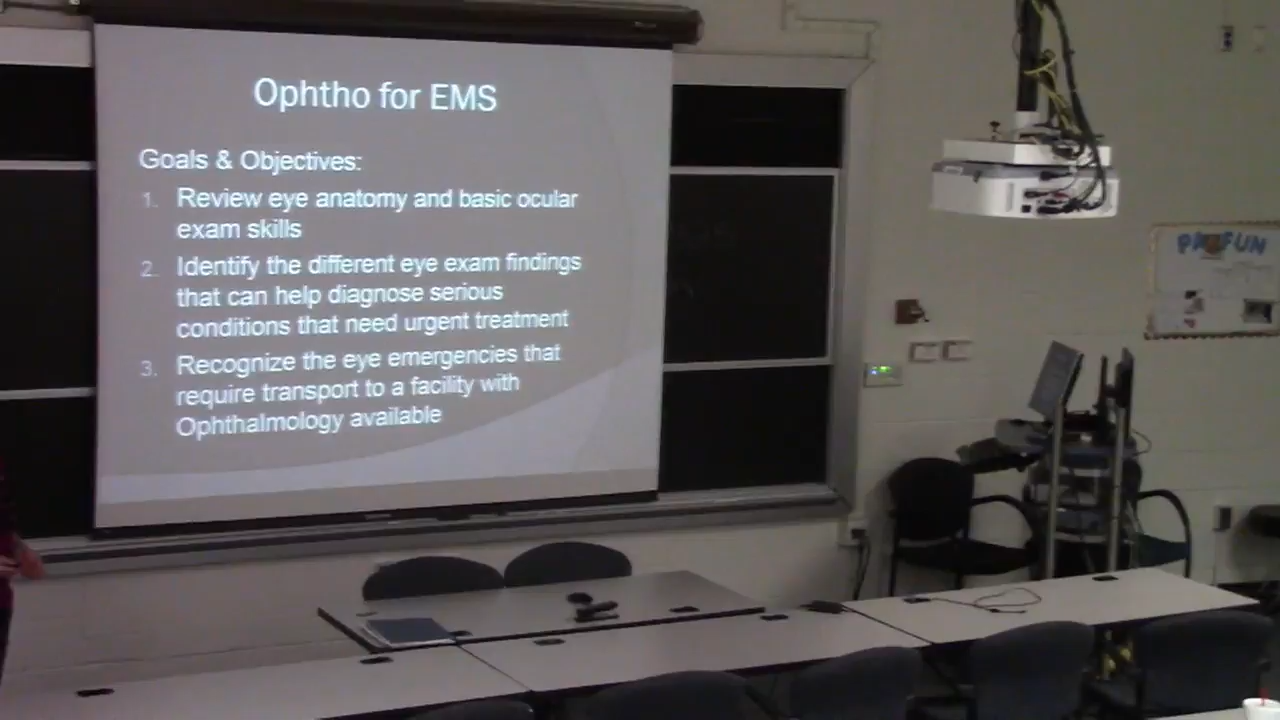 Ophtho for EMS
Goals & Objectives:
1. Review eye anatomy and basic ocular
exam skills
2. Identify the different eye exam findings
that can help diagnose serious
conditions that need urgent treatment
3. Recognize the eye emergencies that
require transport to a facility with
Ophthalmology available
FUN